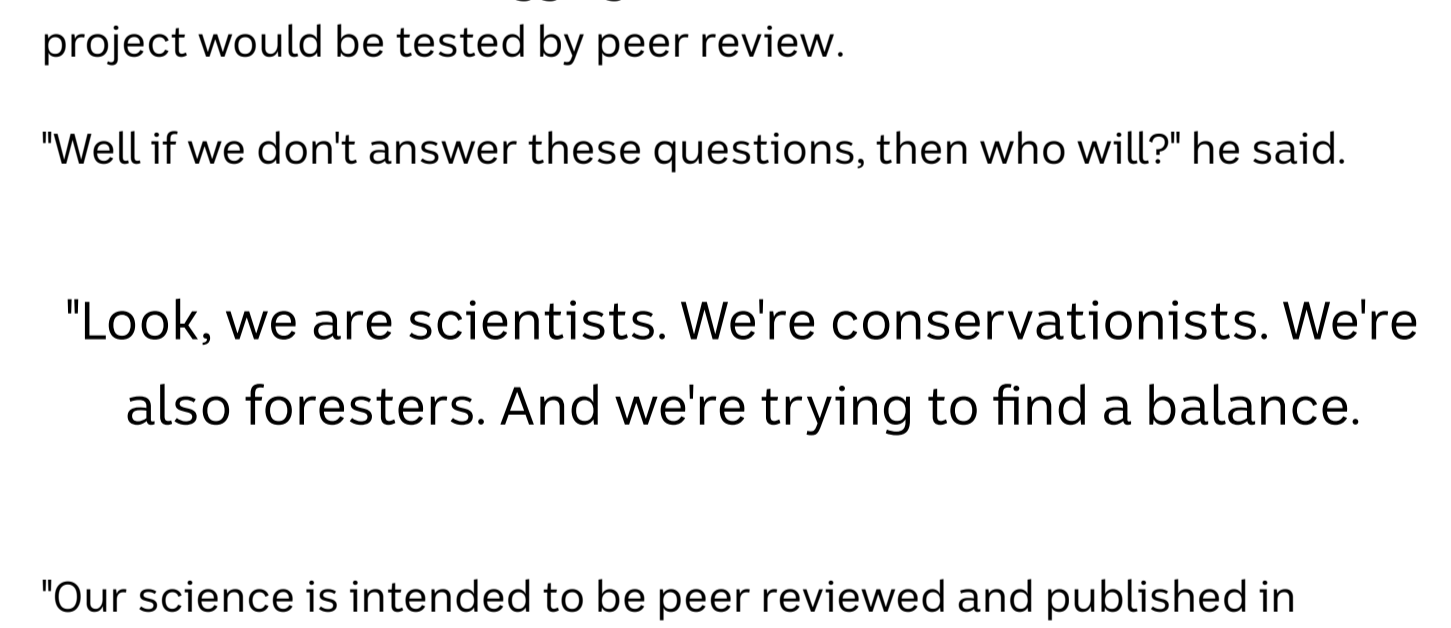 project would be tested by peer review.
"Well if we don't answer these questions, then who will?" he said.
"Look, we are scientists. We're conservationists. We're
also foresters. And we're trying to find a balance.
"Our science is intended to be peer reviewed and published in